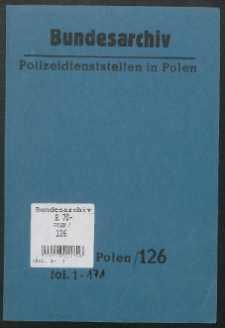 Bundesarchiv
Polizeidienststellen in Polen
Bundesarchiv
R 70-
POLEN /
126
Polen/126
fol. 1-171